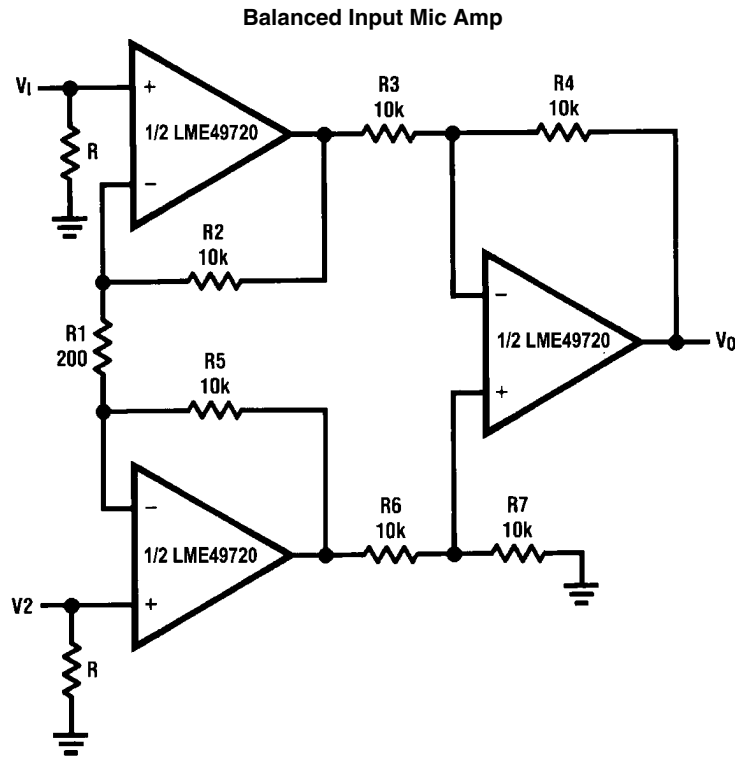 Balanced Input Mic Amp
R3
10k
R4
10k
VI
+
1/2 LME49720
R
−
R2
10k
R1
200
−
1/2 LME49720
VO
+
R5
10k
−
1/2 LME49720
R6
10k
R7
10k
V2
+
R